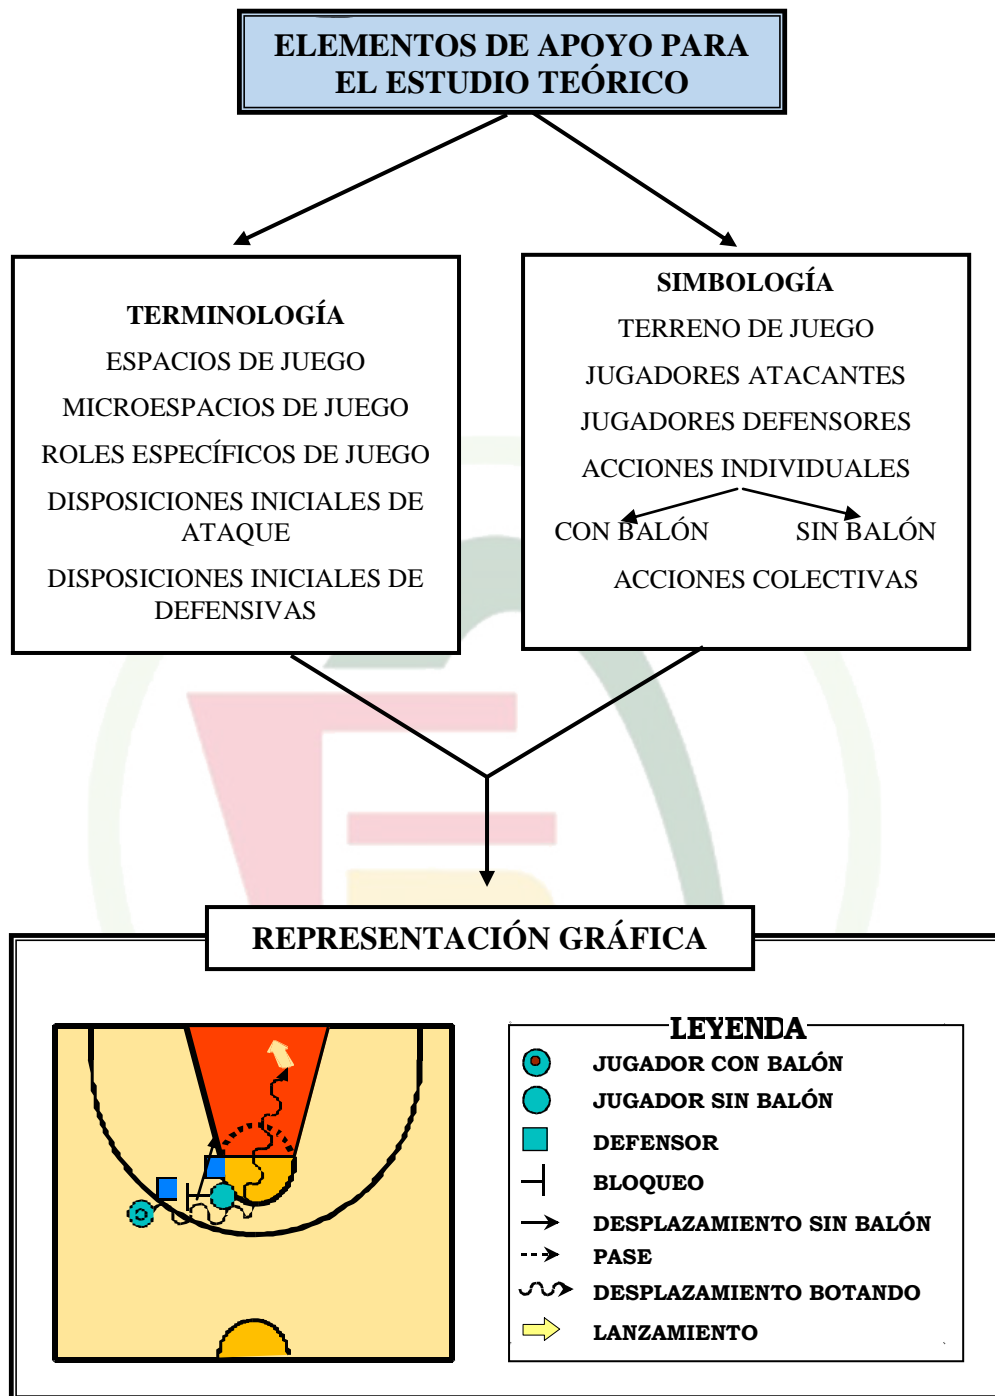 ELEMENTOS DE APOYO PARA
EL ESTUDIO TEÓRICO
TERMINOLOGÍA
ESPACIOS DE JUEGO
MICROESPACIOS DE JUEGO
ROLES ESPECÍFICOS DE JUEGO
DISPOSICIONES INICIALES DE
ATAQUE
DISPOSICIONES INICIALES DE
DEFENSIVAS
SIMBOLOGÍA
TERRENO DE JUEGO
JUGADORES ATACANTES
JUGADORES DEFENSORES
ACCIONES INDIVIDUALES
CON BALÓN SIN BALÓN
ACCIONES COLECTIVAS
REPRESENTACIÓN GRÁFICA
LEYENDA
JUGADOR CON BALÓN
JUGADOR SIN BALÓN
DEFENSOR
BLOQUEO
DESPLAZAMIENTO SIN BALÓN
PASE
DESPLAZAMIENTO BOTANDO
LANZAMIENTO